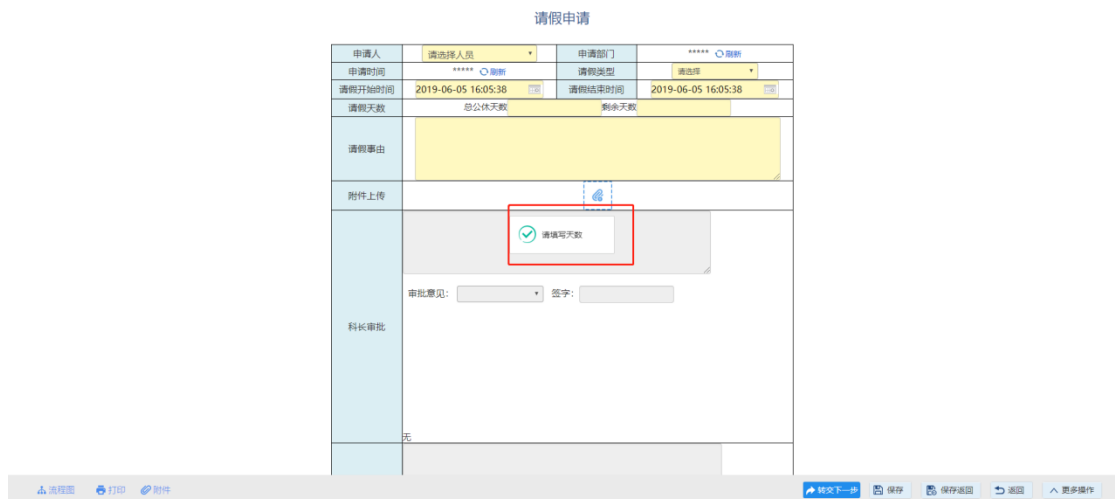 请假申请
申请人 请选择人员 申请部门 ***** 刷新
申请时间 ***** 刷新 请假类型 请选择
请假开始时间 2019-06-05 16:05:38 请假结束时间 2019-06-05 16:05:38
请假天数 总公休天数 剩余天数
请假事由
附件上传
请填写天数
审批意见： 签字：
科长审批
无
流程图 打印 附件 转交下一步 保存 保存返回 返回 更多操作